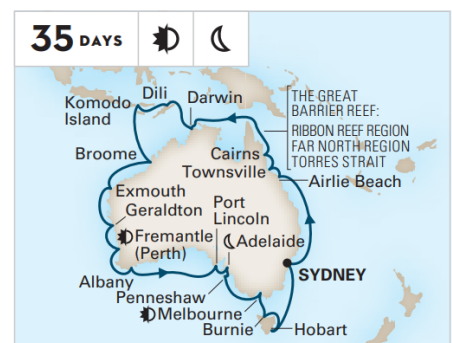 35 DAYS
Dili
Darwin
Komodo
Island
THE GREAT
BARRIER REEF:
RIBBON REEF REGION
FAR NORTH REGION
TORRES STRAIT
Broome
Cairns
Townsville
Airlie Beach
Exmouth
Geraldton
Port
Lincoln
Fremantle
(Perth)
Adelaide
SYDNEY
Albany
Penneshaw
Melbourne
Burnie
Hobart